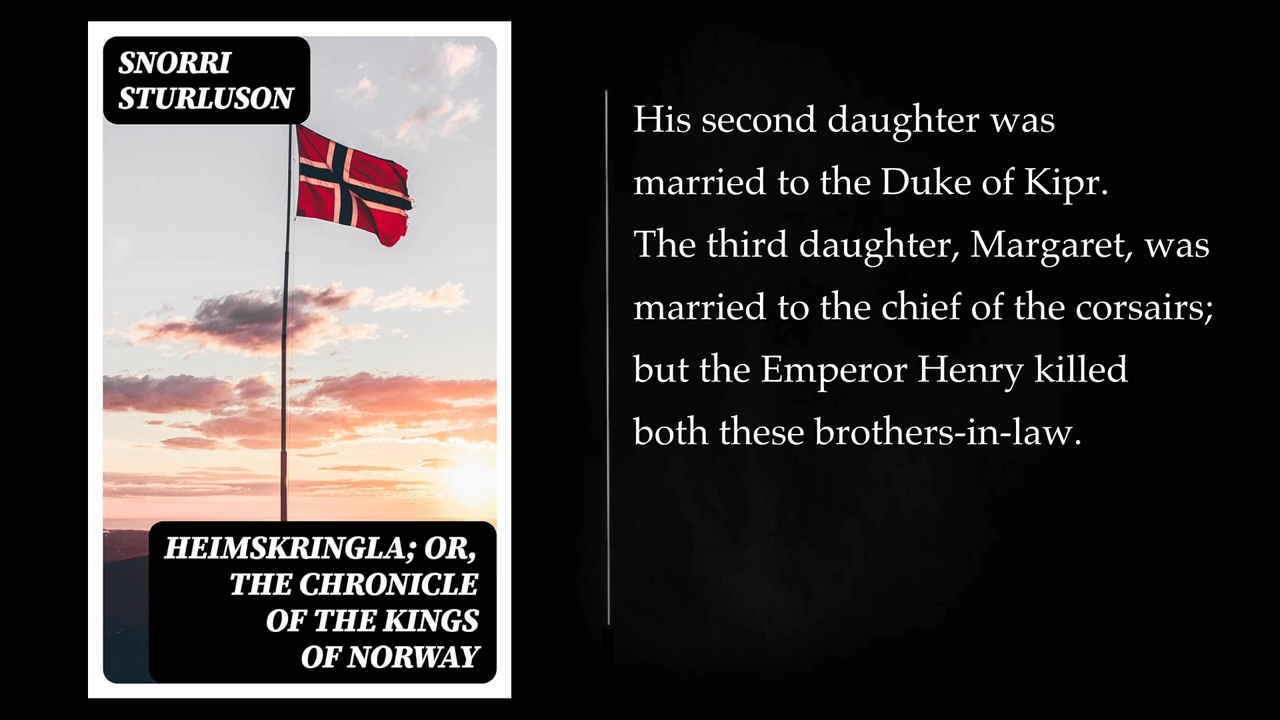 SNORRI
STURLUSON
HEIMSKRINGLA; OR,
THE CHRONICLE
OF THE KINGS
OF NORWAY
His second daughter was
married to the Duke of Kipr.
The third daughter, Margaret, was
married to the chief of the corsairs;
but the Emperor Henry killed
both these brothers-in-law.